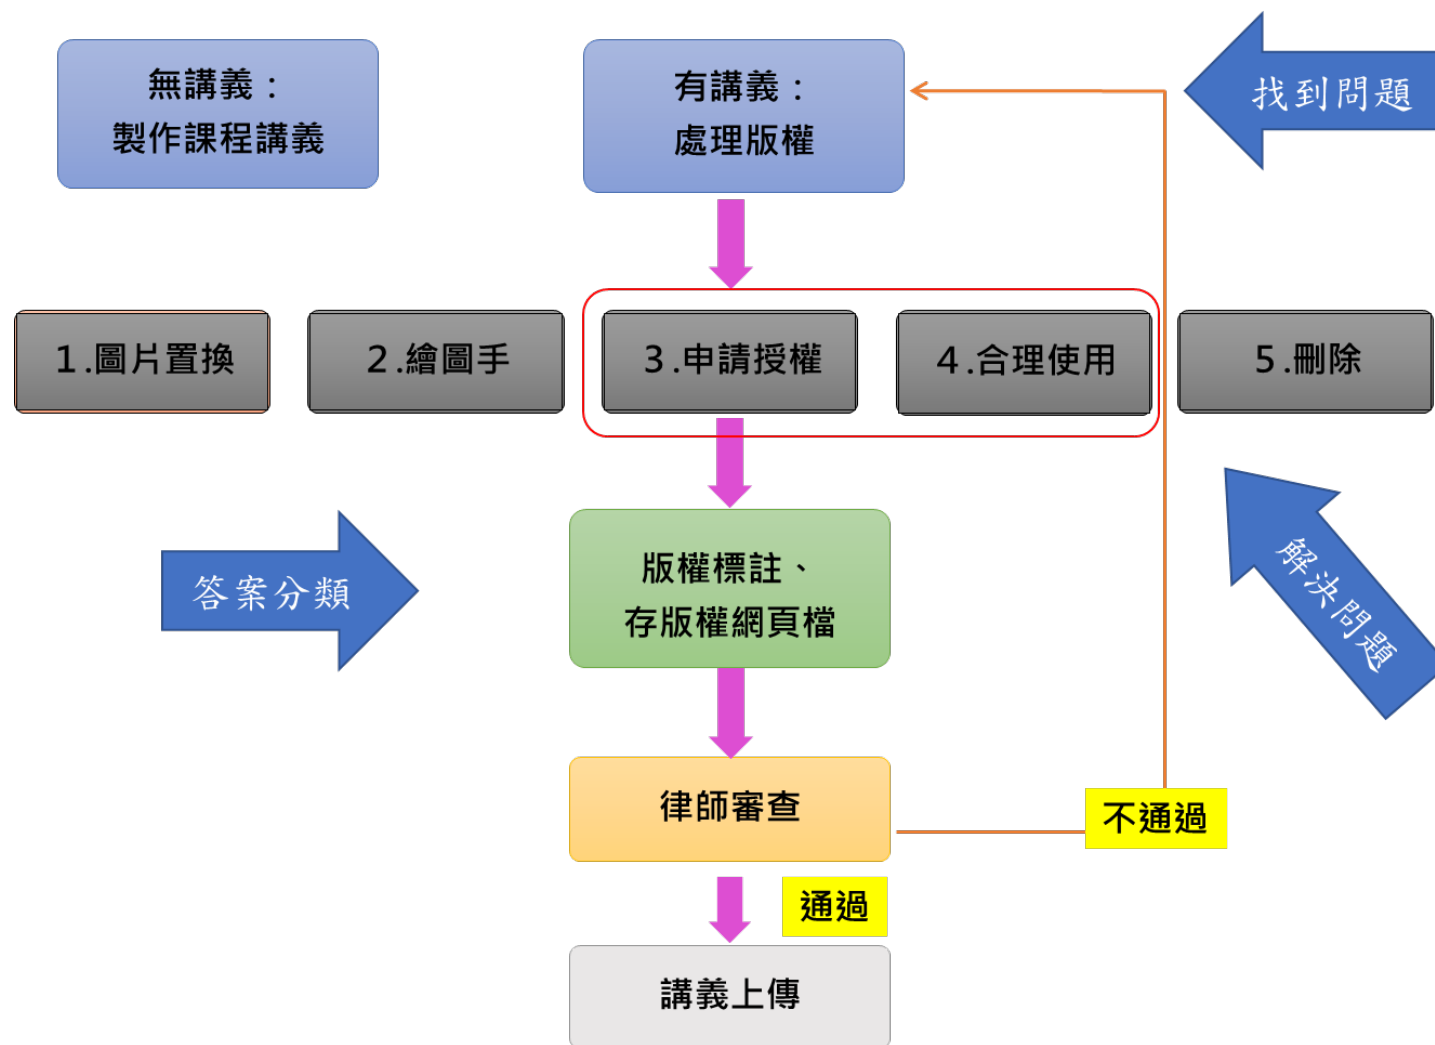 無講義：
製作課程講義
有講義：
處理版權
找到問題
1.圖片置換
2.繪圖手
3.申請授權
4.合理使用
5.刪除
答案分類
版權標註、
存版權網頁檔
解決問題
律師審查
不通過
通過
講義上傳